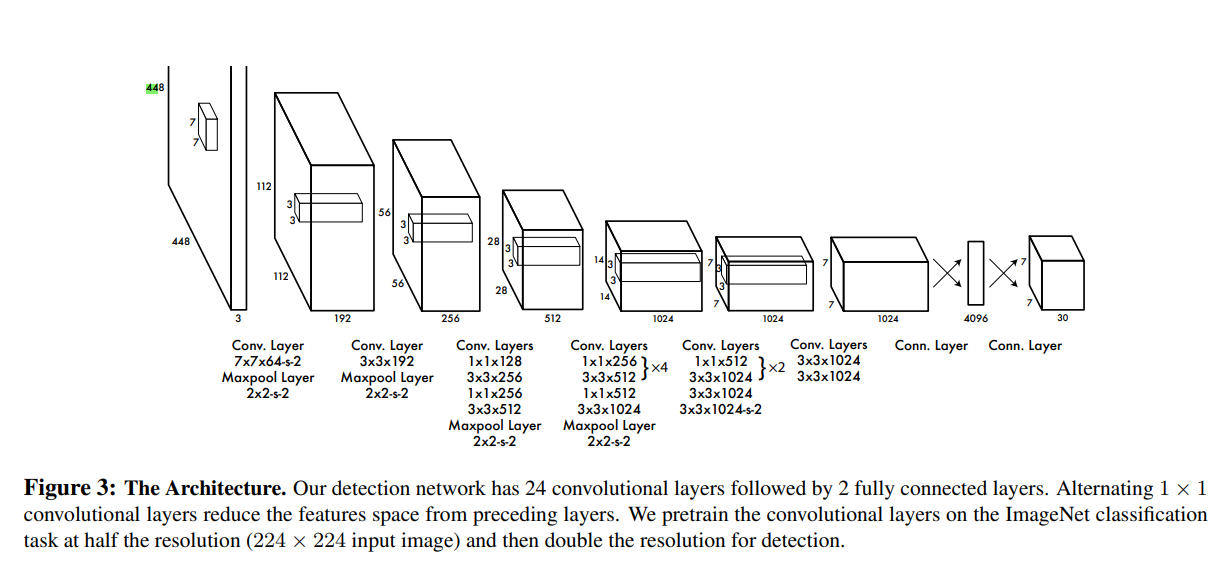 448
7
7
448
3
112
3
3
112
192
56
3
3
56
256
28
3
3
28
512
14
3
3
14
1024
7
3
3
7
1024
7
7
1024
4096
7
7
30
Conv. Layer
7x7x64-s-2
Maxpool Layer
2x2-s-2
Conv. Layer
3x3x192
Maxpool Layer
2x2-s-2
Conv. Layers
1x1x128
3x3x256
1x1x256
3x3x512
Maxpool Layer
2x2-s-2
Conv. Layers
1x1x256
3x3x512
}×4
1x1x512
3x3x1024
Maxpool Layer
2x2-s-2
Conv. Layers
1x1x512
3x3x1024
}×2
3x3x1024
3x3x1024-s-2
Conv. Layers
3x3x1024
3x3x1024
Conn. Layer
Conn. Layer
Figure 3: The Architecture. Our detection network has 24 convolutional layers followed by 2 fully connected layers. Alternating 1 × 1
convolutional layers reduce the features space from preceding layers. We pretrain the convolutional layers on the ImageNet classification
task at half the resolution (224 × 224 input image) and then double the resolution for detection.